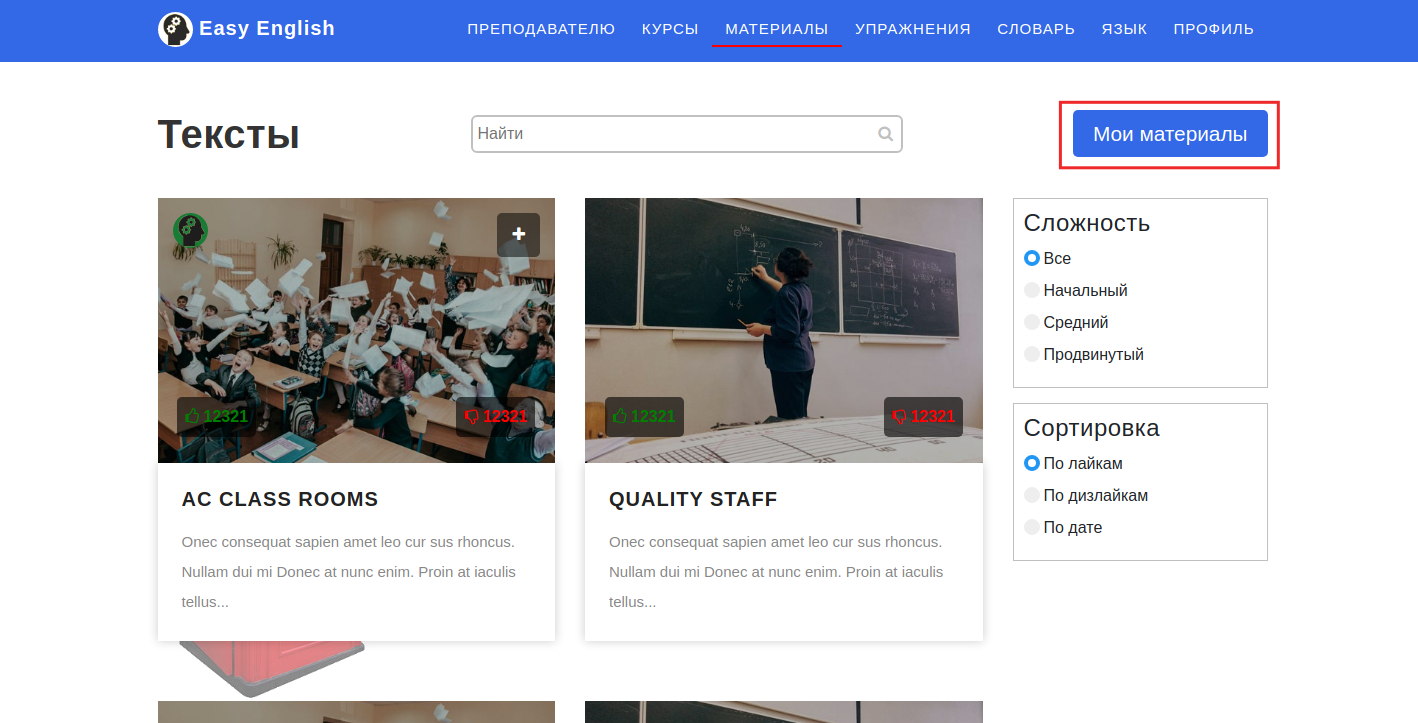 Easy English
ПРЕПОДАВАТЕЛЮ КУРСЫ МАТЕРИАЛЫ УПРАЖНЕНИЯ СЛОВАРЬ ЯЗЫК ПРОФИЛЬ
Тексты
Найти
Мои материалы
12321 12321
AC CLASS ROOMS
Onec consequat sapien amet leo cur sus rhoncus.
Nullam dui mi Donec at nunc enim. Proin at iaculis
tellus...
12321 12321
QUALITY STAFF
Onec consequat sapien amet leo cur sus rhoncus.
Nullam dui mi Donec at nunc enim. Proin at iaculis
tellus...
Сложность
Все
Начальный
Средний
Продвинутый
Сортировка
По лайкам
По дизлайкам
По дате